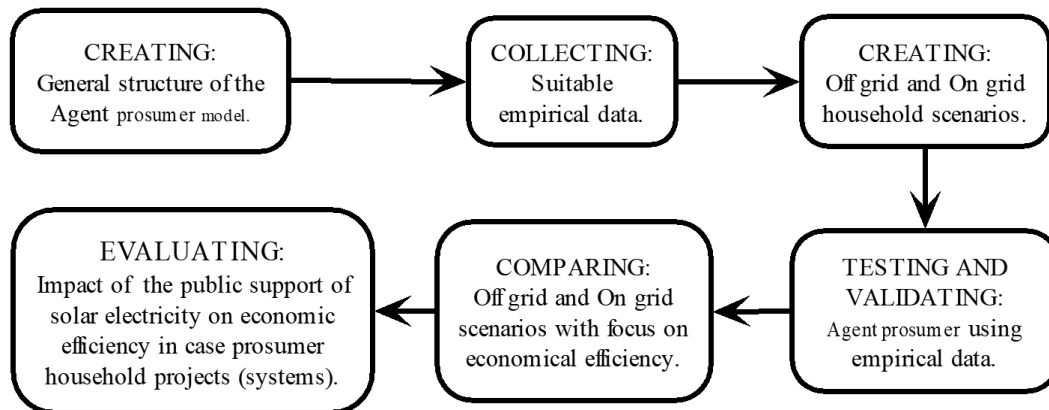 CREATING:
General structure of the
Agent prosumer model.
COLLECTING:
Suitable
empirical data.
CREATING:
Off grid and On grid
household scenarios.
TESTING AND
VALIDATING:
Agent prosumer using
empirical data.
COMPARING:
Off grid and On grid
scenarios with focus on
economical efficiency.
EVALUATING:
Impact of the public support of
solar electricity on economic
efficiency in case prosumer
household projects (systems).